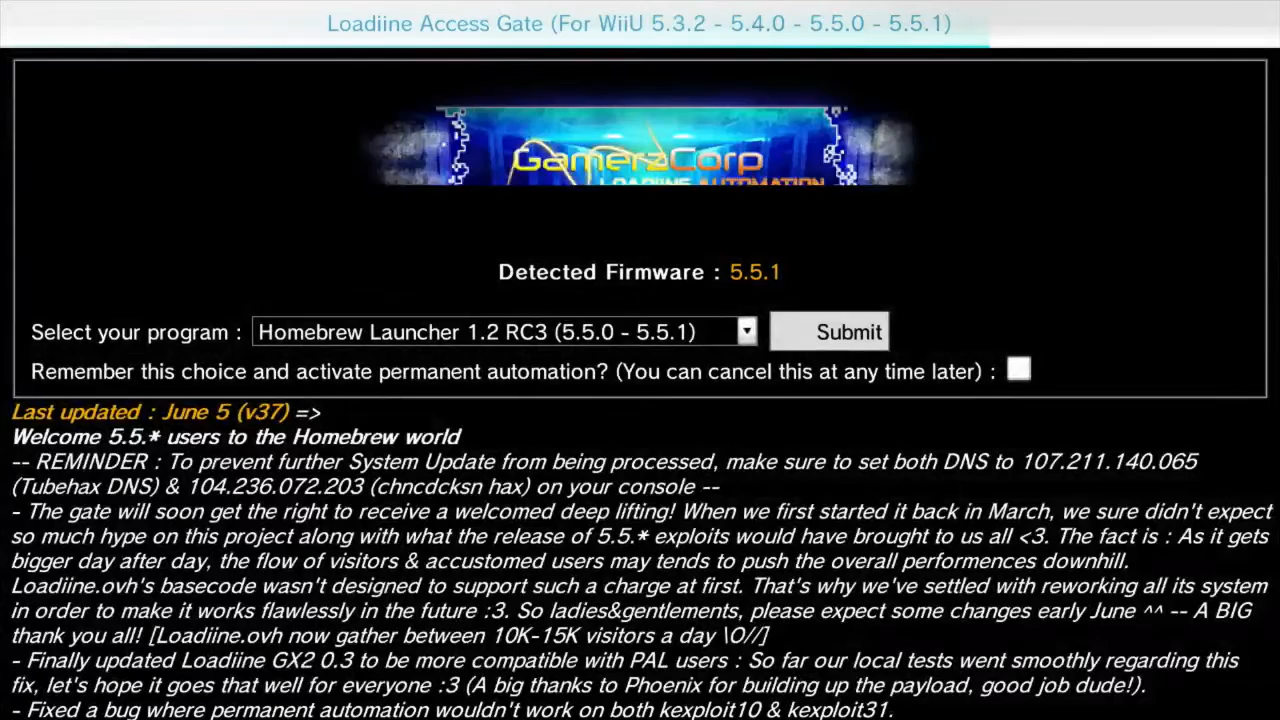 Loadiine Access Gate (For WiiU 5.3.2 - 5.4.0 - 5.5.0 - 5.5.1)
GamerzCorp
LOADIINE AUTOMATION
Detected Firmware : 5.5.1
Select your program : Homebrew Launcher 1.2 RC3 (5.5.0 - 5.5.1) Submit
Remember this choice and activate permanent automation? (You can cancel this at any time later) :
Last updated : June 5 (v37) =>
Welcome 5.5.* users to the Homebrew world
-- REMINDER : To prevent further System Update from being processed, make sure to set both DNS to 107.211.140.065
(Tubehax DNS) & 104.236.072.203 (chncdcksn hax) on your console --
- The gate will soon get the right to receive a welcomed deep lifting! When we first started it back in March, we sure didn't expect
so much hype on this project along with what the release of 5.5.* exploits would have brought to us all <3. The fact is : As it gets
bigger day after day, the flow of visitors & accustomed users may tends to push the overall performences downhill.
Loadiine.ovh's basecode wasn't designed to support such a charge at first. That's why we've settled with reworking all its system
in order to make it works flawlessly in the future :3. So ladies&gentlements, please expect some changes early June ^^ -- A BIG
thank you all! [Loadiine.ovh now gather between 10K-15K visitors a day \O//]
- Finally updated Loadiine GX2 0.3 to be more compatible with PAL users : So far our local tests went smoothly regarding this
fix, let's hope it goes that well for everyone :3 (A big thanks to Phoenix for building up the payload, good job dude!).
- Fixed a bug where permanent automation wouldn't work on both kexploit10 & kexploit31.